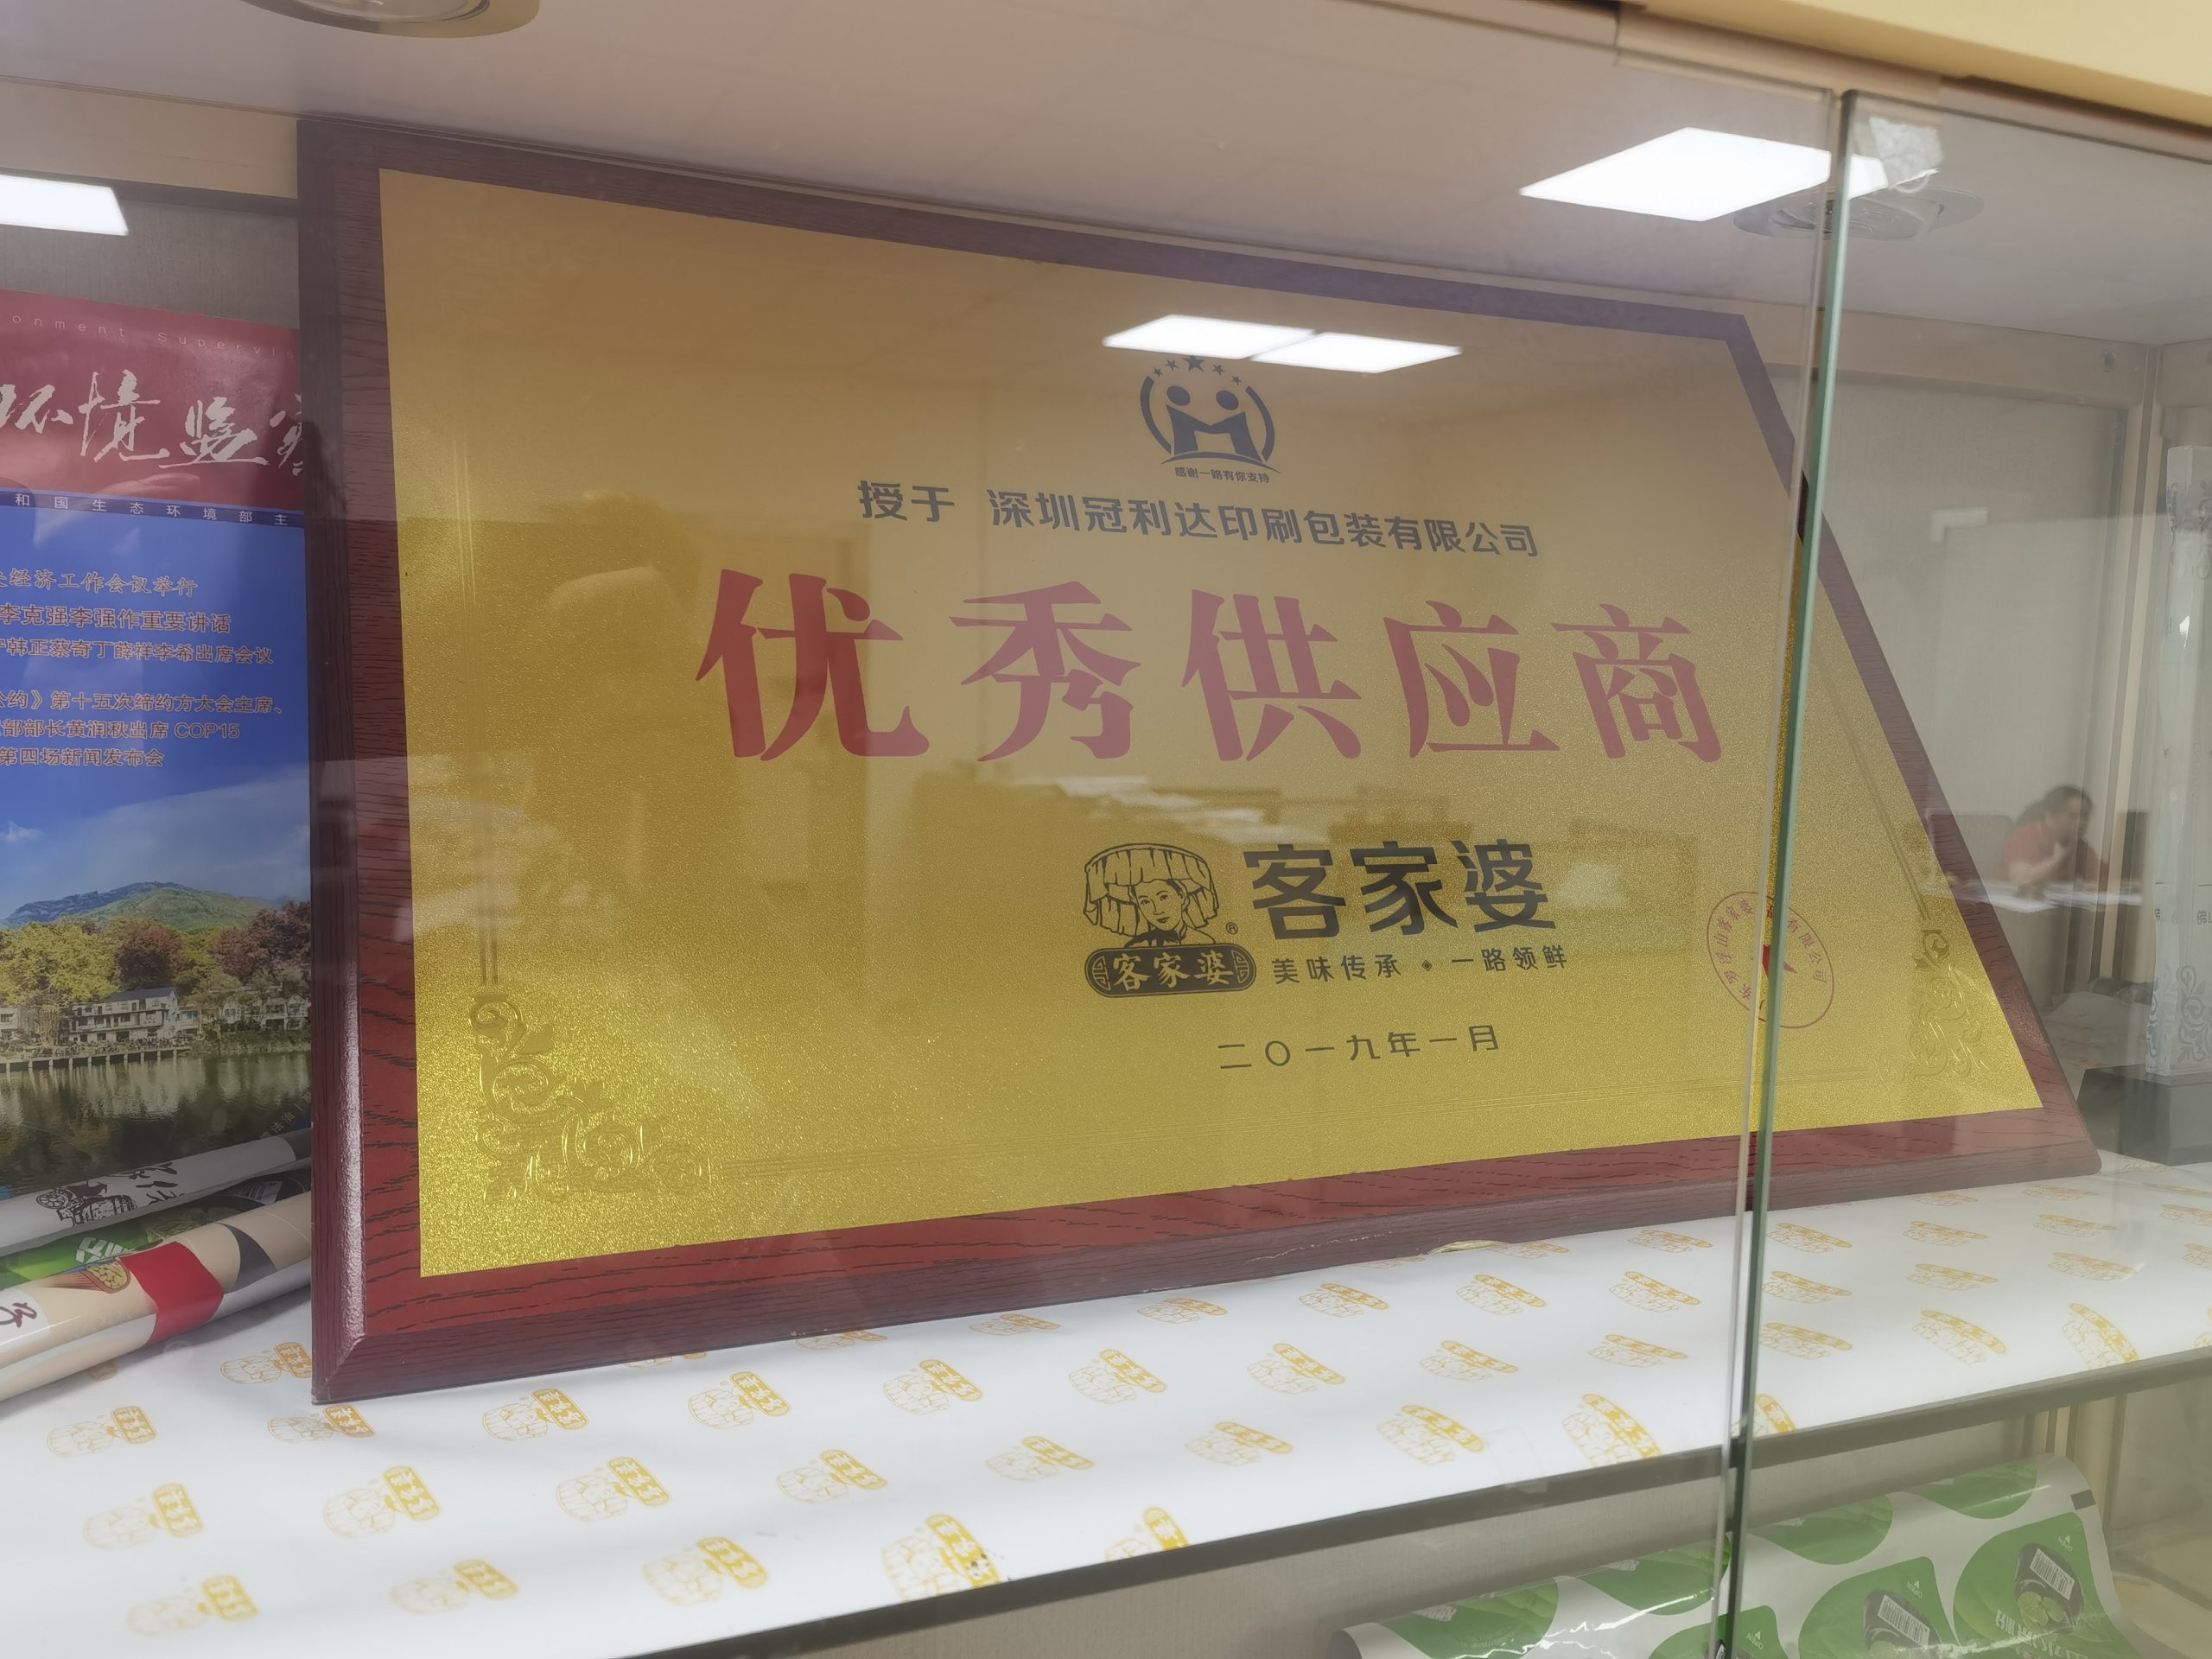 onment Supervis
环境监察
和国生态环境部主
经济工作会议举行
李克强李强作重要讲话
韩正蔡奇丁薛祥李希出席会议
公约》第十五次缔约方大会主席、
部部长黄润秋出席 COP15
第四场新闻发布会
感谢一路有你支持
授于 深圳冠利达印刷包装有限公司
优秀供应商
客家婆
®
客家婆
美味传承·一路领鲜
二〇一九年一月